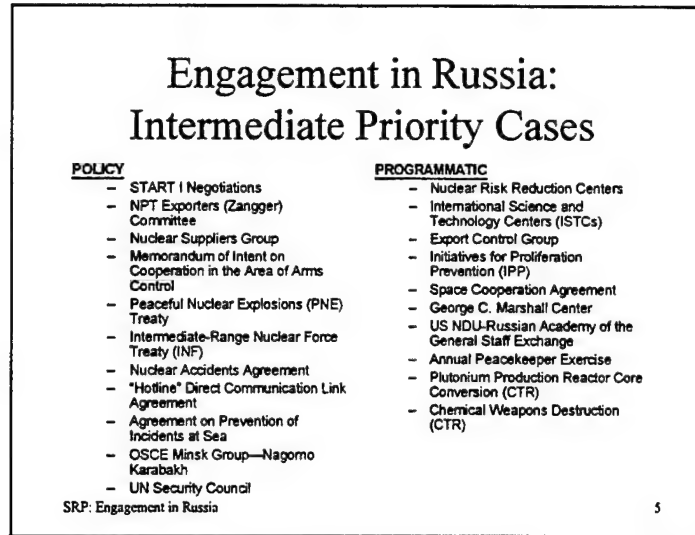 Engagement in Russia:
Intermediate Priority Cases
POLICY
– START I Negotiations
– NPT Exporters (Zangger)
Committee
– Nuclear Suppliers Group
– Memorandum of Intent on
Cooperation in the Area of Arms
Control
– Peaceful Nuclear Explosions (PNE)
Treaty
– Intermediate-Range Nuclear Force
Treaty (INF)
– Nuclear Accidents Agreement
– "Hotline" Direct Communication Link
Agreement
– Agreement on Prevention of
Incidents at Sea
– OSCE Minsk Group—Nagorno
Karabakh
– UN Security Council
PROGRAMMATIC
– Nuclear Risk Reduction Centers
– International Science and
Technology Centers (ISTCs)
– Export Control Group
– Initiatives for Proliferation
Prevention (IPP)
– Space Cooperation Agreement
– George C. Marshall Center
– US NDU-Russian Academy of the
General Staff Exchange
– Annual Peacekeeper Exercise
– Plutonium Production Reactor Core
Conversion (CTR)
– Chemical Weapons Destruction
(CTR)
SRP: Engagement in Russia
5